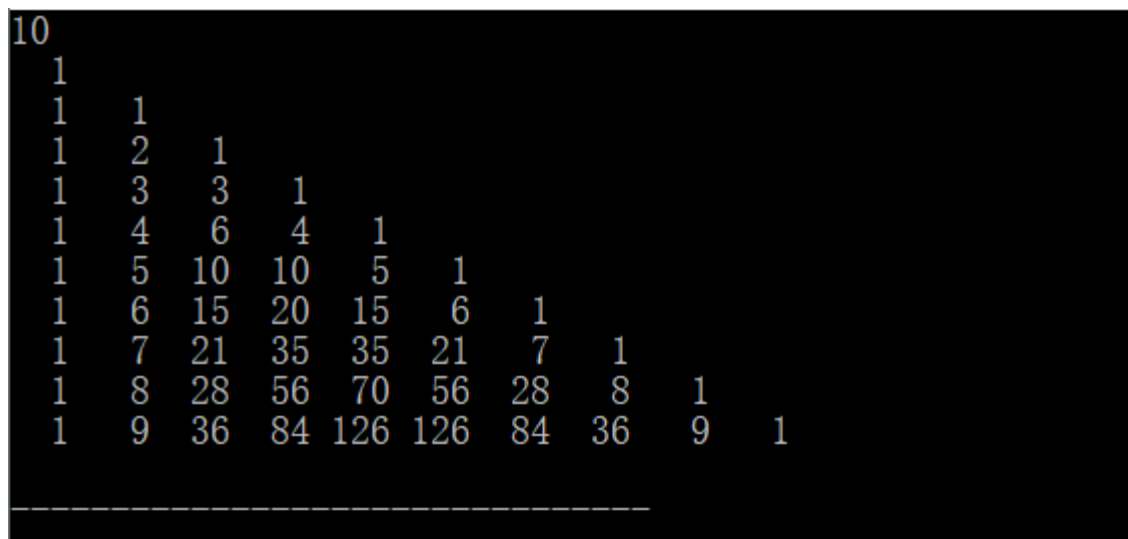 10
  1
  1   1
  1   2   1
  1   3   3   1
  1   4   6   4   1
  1   5  10  10   5   1
  1   6  15  20  15   6   1
  1   7  21  35  35  21   7   1
  1   8  28  56  70  56  28   8   1
  1   9  36  84 126 126  84  36   9   1
--------------------------------